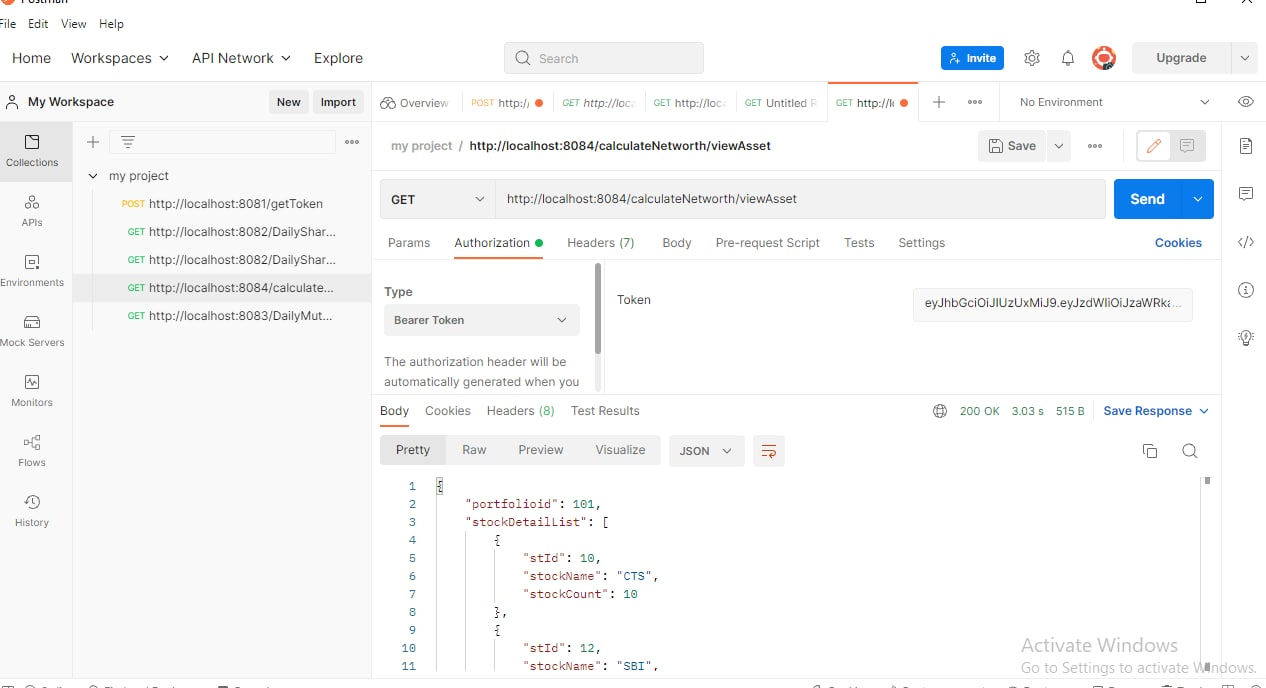 Postman
File Edit View Help
Home Workspaces API Network Explore
Search
Invite
Upgrade
My Workspace
New Import
Overview
POST http:/
GET http://loc
GET http://loc
GET Untitled R
GET http://l
No Environment
Collections
APIs
Environments
Mock Servers
Monitors
Flows
History
my project
POST http://localhost:8081/getToken
GET http://localhost:8082/DailyShar...
GET http://localhost:8082/DailyShar...
GET http://localhost:8084/calculate...
GET http://localhost:8083/DailyMut...
my project / http://localhost:8084/calculateNetworth/viewAsset
Save
GET http://localhost:8084/calculateNetworth/viewAsset
Send
Params Authorization Headers (7) Body Pre-request Script Tests Settings
Cookies
Type
Bearer Token
The authorization header will be
automatically generated when you
Token
eyJhbGciOiJIUzUxMiJ9.eyJzdWIiOiJzaWRka...
Body Cookies Headers (8) Test Results
200 OK 3.03 s 515 B Save Response
Pretty Raw Preview Visualize JSON
1 {
2 "portfolioid": 101,
3 "stockDetailList": [
4 {
5 "stId": 10,
6 "stockName": "CTS",
7 "stockCount": 10
8 },
9 {
10 "stId": 12,
11 "stockName": "SBI",
Activate Windows
Go to Settings to activate Windows.